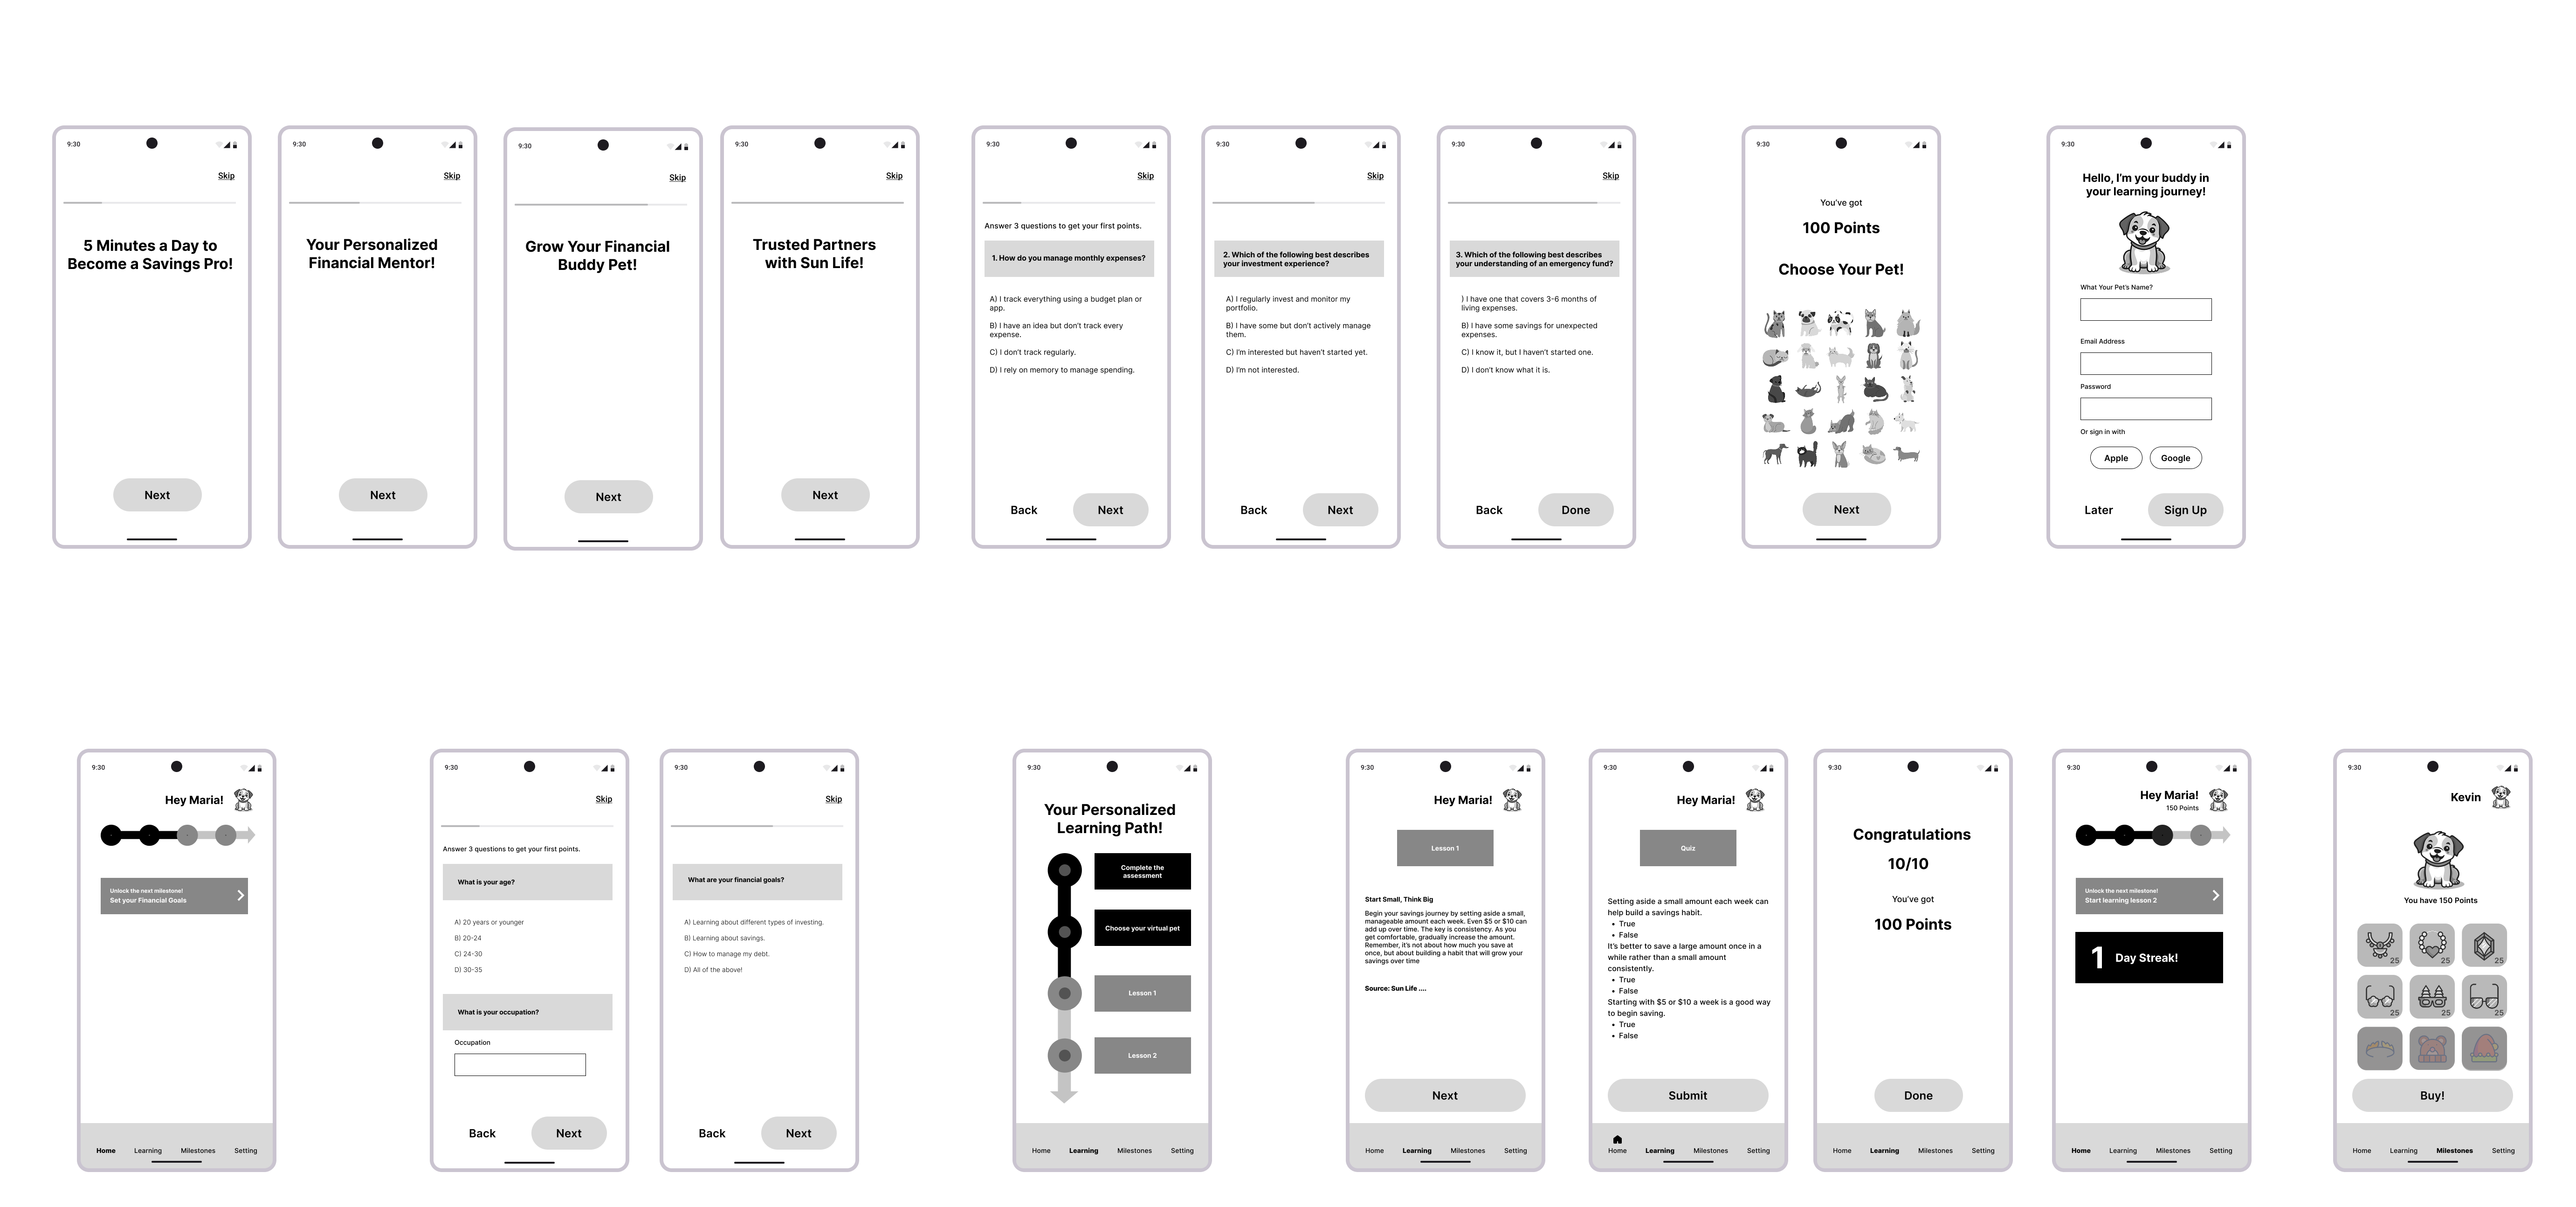 9:30
Skip
5 Minutes a Day to
Become a Savings Pro!
Next
9:30
Skip
Your Personalized
Financial Mentor!
Next
9:30
Skip
Grow Your Financial
Buddy Pet!
Next
9:30
Skip
Trusted Partners
with Sun Life!
Next
9:30
Skip
Answer 3 questions to get your first points.
1. How do you manage monthly expenses?
A) I track everything using a budget plan or
app.
B) I have an idea but don't track every
expense.
C) I don't track regularly.
D) I rely on memory to manage spending.
Back
Next
9:30
Skip
2. Which of the following best describes
your investment experience?
A) I regularly invest and monitor my
portfolio.
B) I have some but don't actively manage
them.
C) I'm interested but haven't started yet.
D) I'm not interested.
Back
Next
9:30
Skip
3. Which of the following best describes
your understanding of an emergency fund?
) I have one that covers 3-6 months of
living expenses.
B) I have some savings for unexpected
expenses.
C) I know it, but I haven't started one.
D) I don't know what it is.
Back
Done
9:30
You've got
100 Points
Choose Your Pet!
Next
9:30
Hello, I'm your buddy in
your learning journey!
What Your Pet's Name?
Email Address
Password
Or sign in with
Apple
Google
Later
Sign Up
9:30
Hey Maria!
Unlock the next milestone!
Set your Financial Goals
Home
Learning
Milestones
Setting
9:30
Skip
Answer 3 questions to get your first points.
What is your age?
A) 20 years or younger
B) 20-24
C) 24-30
D) 30-35
What is your occupation?
Occupation
Back
Next
9:30
Skip
What are your financial goals?
A) Learning about different types of investing.
B) Learning about savings.
C) How to manage my debt.
D) All of the above!
Back
Next
9:30
Your Personalized
Learning Path!
Complete the
assessment
Choose your virtual pet
Lesson 1
Lesson 2
Home
Learning
Milestones
Setting
9:30
Hey Maria!
Lesson 1
Start Small, Think Big
Begin your savings journey by setting aside a small,
manageable amount each week. Even $5 or $10 can
add up over time. The key is consistency. As you
get comfortable, gradually increase the amount.
Remember, it's not about how much you save at
once, but about building a habit that will grow your
savings over time
Source: Sun Life ....
Next
Home
Learning
Milestones
Setting
9:30
Hey Maria!
Quiz
Setting aside a small amount each week can
help build a savings habit.
• True
• False
It's better to save a large amount once in a
while rather than a small amount
consistently.
• True
• False
Starting with $5 or $10 a week is a good way
to begin saving.
• True
• False
Submit
Home
Learning
Milestones
Setting
9:30
Congratulations
10/10
You've got
100 Points
Done
Home
Learning
Milestones
Setting
9:30
Hey Maria!
150 Points
Unlock the next milestone!
Start learning lesson 2
1 Day Streak!
Home
Learning
Milestones
Setting
9:30
Kevin
You have 150 Points
25
25
25
25
25
25
Buy!
Home
Learning
Milestones
Setting